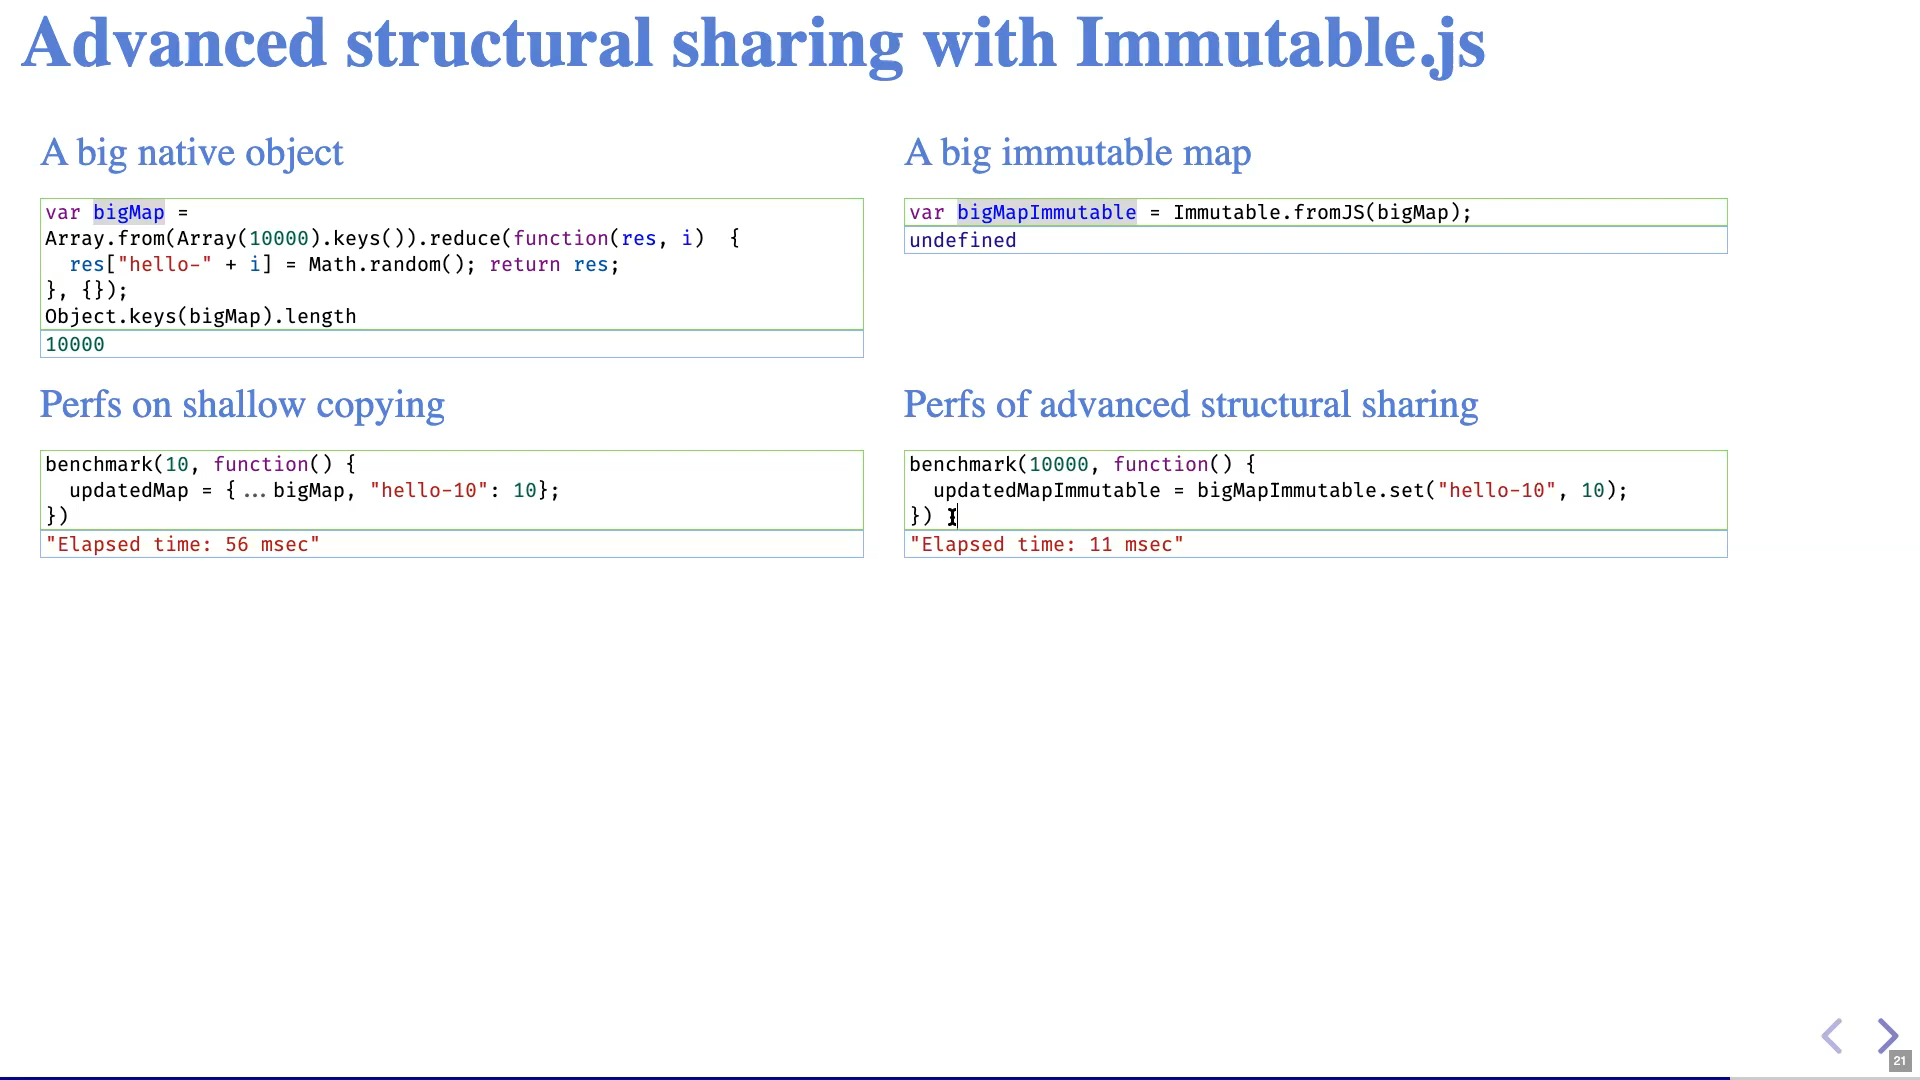 Advanced structural sharing with Immutable.js
A big native object
var bigMap =
Array.from(Array(10000).keys()).reduce(function(res, i)  {
  res["hello-" + i] = Math.random(); return res;
}, {});
Object.keys(bigMap).length
10000
Perfs on shallow copying
benchmark(10, function() {
  updatedMap = {...bigMap, "hello-10": 10};
})
"Elapsed time: 56 msec"
A big immutable map
var bigMapImmutable = Immutable.fromJS(bigMap);
undefined
Perfs of advanced structural sharing
benchmark(10000, function() {
  updatedMapImmutable = bigMapImmutable.set("hello-10", 10);
})
"Elapsed time: 11 msec"
21